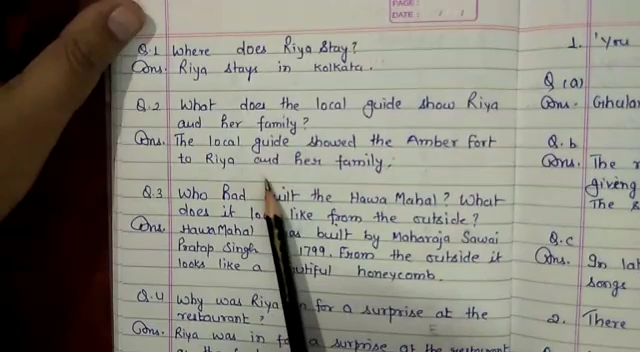 PAGE:
DATE: / /
Q.1 Where does Riya stay?
Ans. Riya stays in Kolkata.
Q.2 What does the local guide show Riya
and her family?
Ans. The local guide showed the Amber fort
to Riya and her family.
Q.3 Who had built the Hawa Mahal? What
does it like from the outside?
Ans. Hawa Mahal built by Maharaja Sawai
Pratap Singh 1799. From the outside it
looks like a honeycomb.
Q.4 Why was Riya for a surprise at the
restaurant?
Ans. Riya was in for a surprise at the restaurant
1. 'You
Q (a)
Ans.
Q.b
Ans. The
giving
The
Q.c
Ans. In
songs
2. There